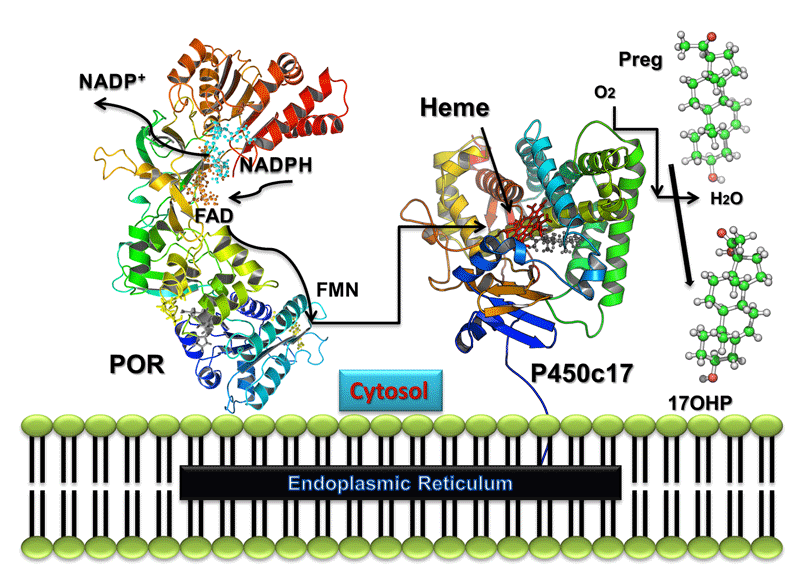 NADP+
NADPH
FAD
FMN
POR
Heme
P450c17
O2
Preg
H2O
17OHP
Cytosol
Endoplasmic Reticulum